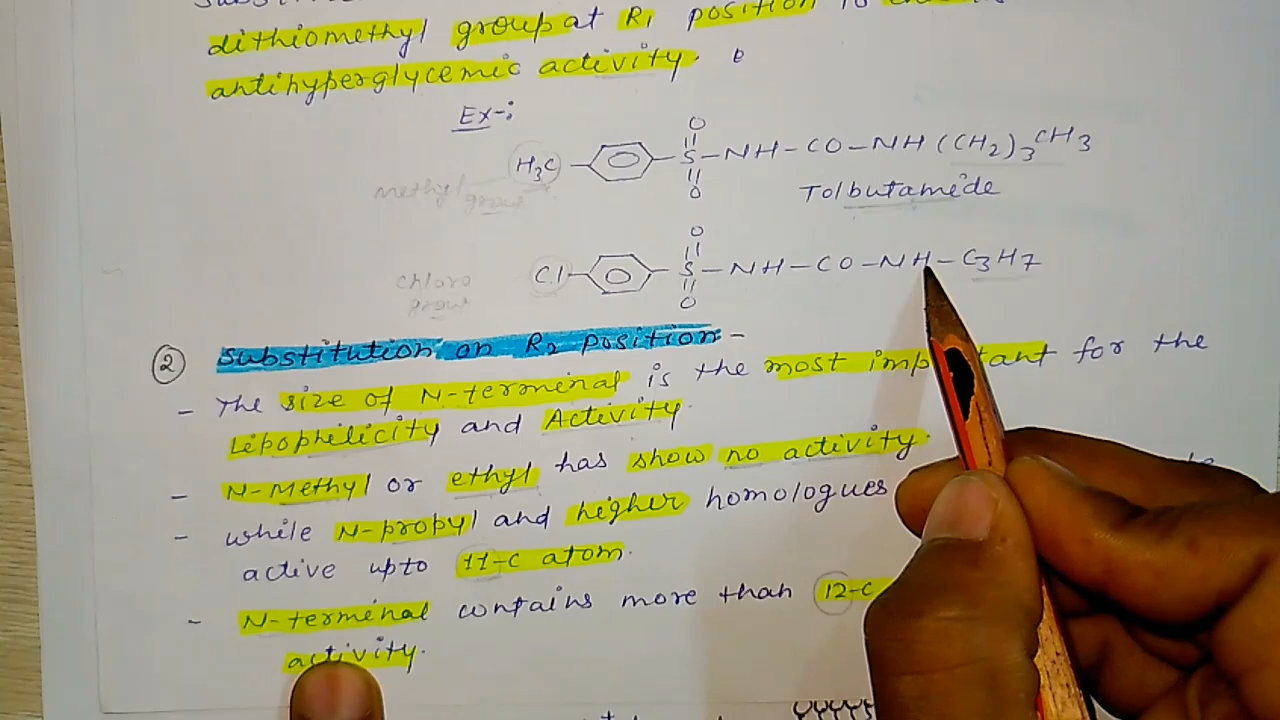 dithiomethyl group at R1 position is
antihyperglycemic activity.
Ex-:
O
H3C S-NH-CO-NH(CH2)3CH3
O
methyl group
Tolbutamide
O
Cl S-NH-CO-NH-C3H7
O
chloro group
② Substitution on R2 position-
- The size of N-terminal is the most important for the
Lipophilicity and Activity.
- N-Methyl or ethyl has show no activity.
- while N-propyl and higher homologues
active upto 11-C atom.
- N-terminal contains more than 12-C
activity.